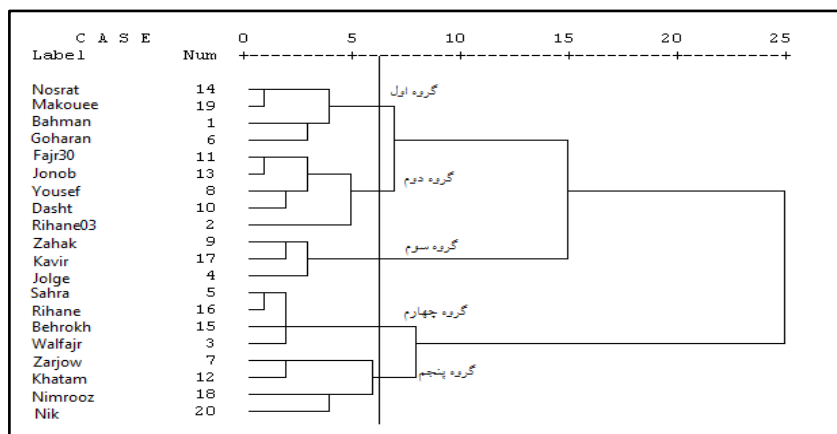 C A S E 0 5 10 15 20 25
Label Num
Nosrat 14 گروه اول
Makouee 19
Bahman 1
Goharan 6
Fajr30 11
Jonob 13
Yousef 8 گروه دوم
Dasht 10
Rihane03 2
Zahak 9
Kavir 17 گروه سوم
Jolge 4
Sahra 5
Rihane 16 گروه چهارم
Behrokh 15
Walfajr 3
Zarjow 7
Khatam 12 گروه پنجم
Nimrooz 18
Nik 20